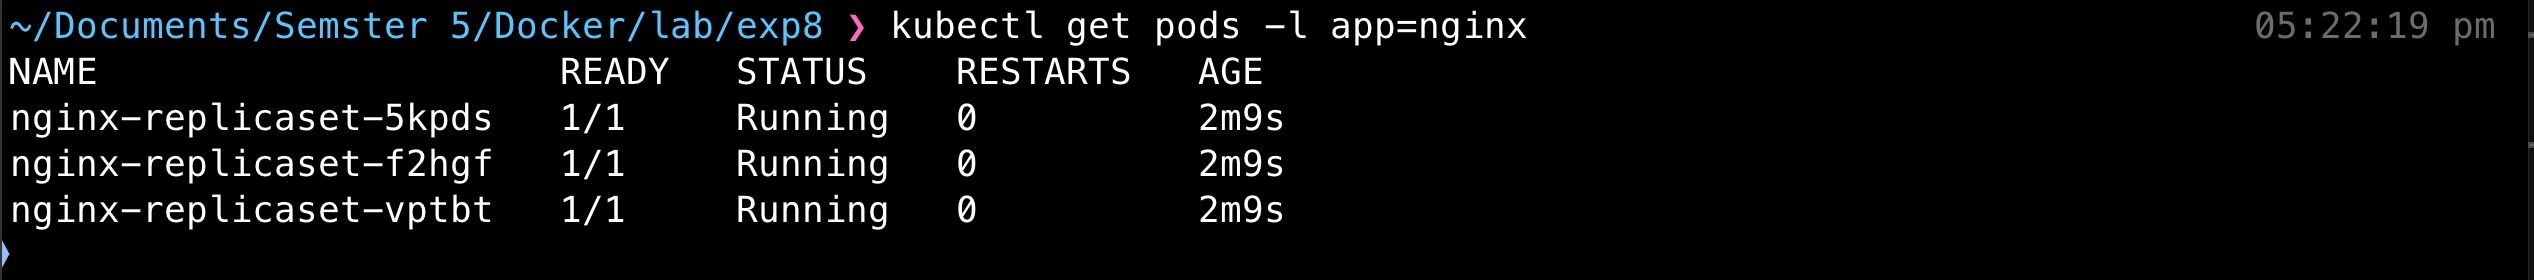 ~/Documents/Semster 5/Docker/lab/exp8 ❯ kubectl get pods -l app=nginx 05:22:19 pm
NAME READY STATUS RESTARTS AGE
nginx-replicaset-5kpds 1/1 Running 0 2m9s
nginx-replicaset-f2hgf 1/1 Running 0 2m9s
nginx-replicaset-vptbt 1/1 Running 0 2m9s